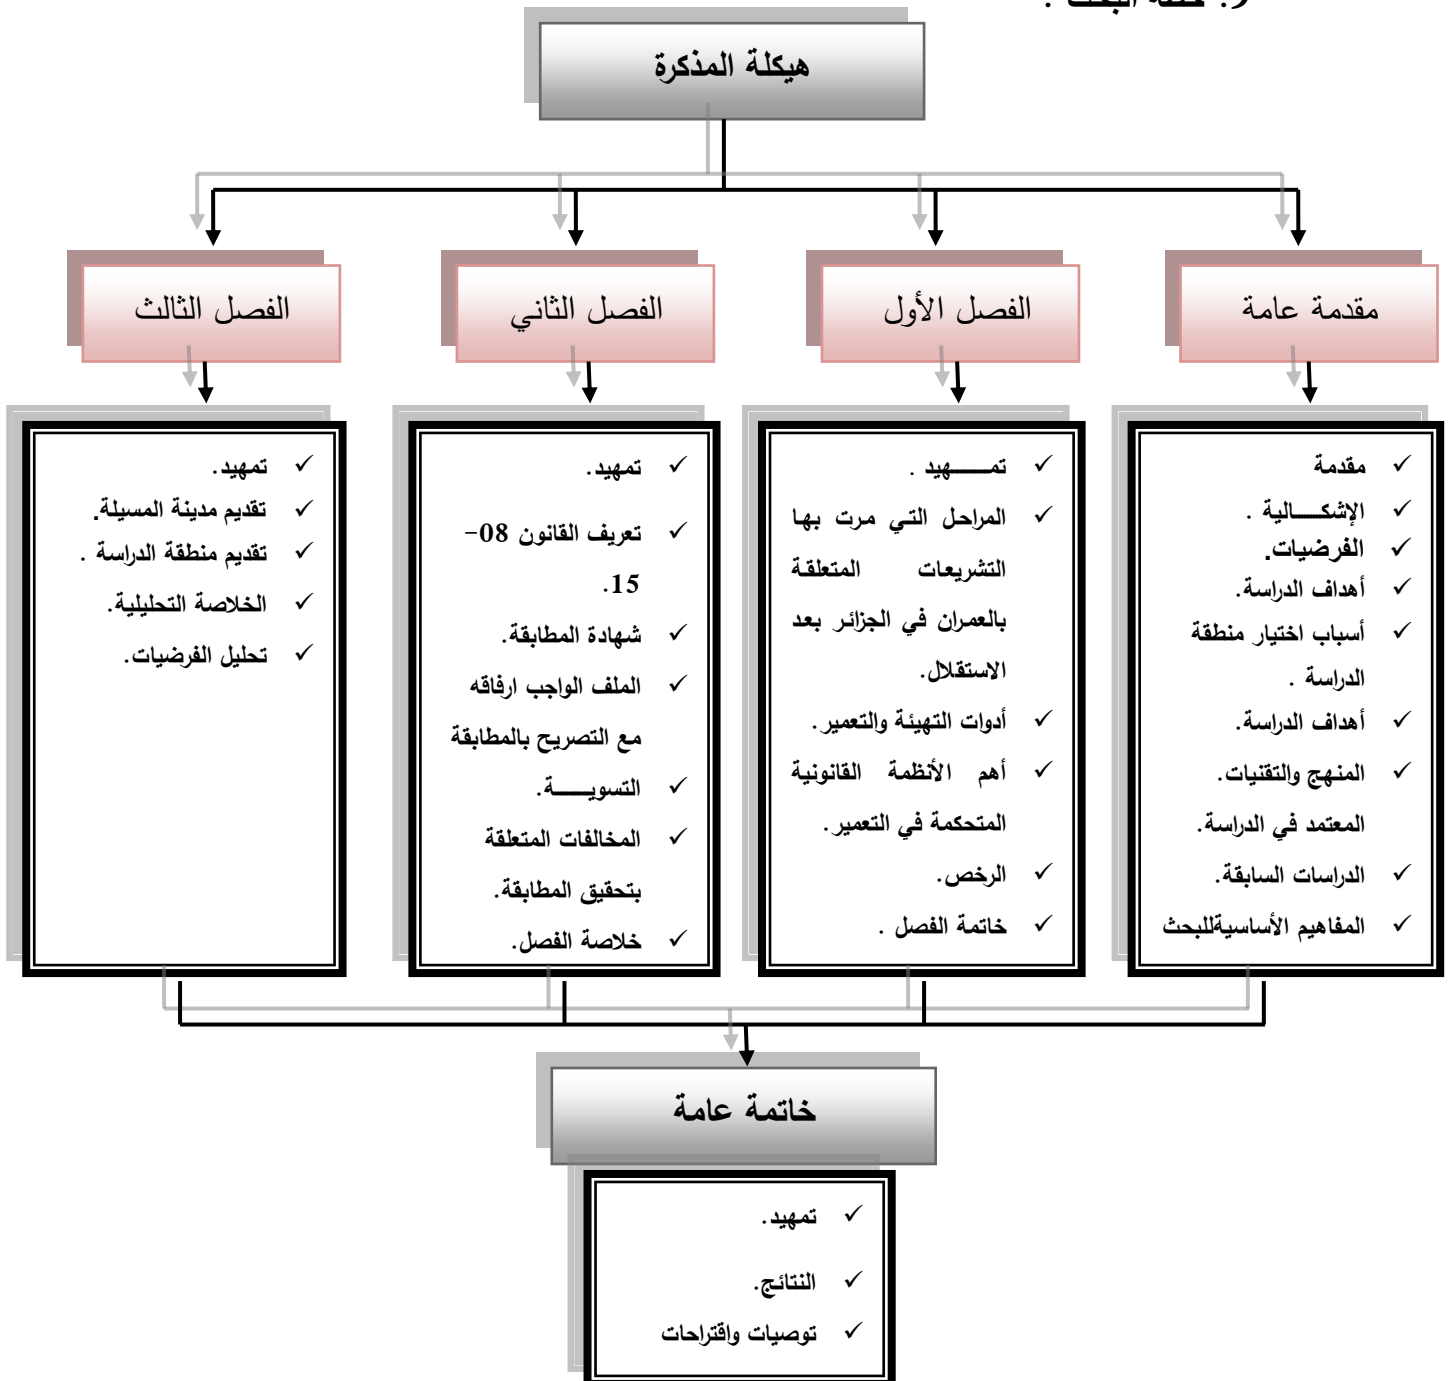 هيكلة المذكرة
مقدمة عامة
الفصل الأول
الفصل الثاني
الفصل الثالث
مقدمة
الإشكــــالية .
الفرضيات.
أهداف الدراسة.
أسباب اختيار منطقة
الدراسة .
أهداف الدراسة.
المنهج والتقنيات.
المعتمد في الدراسة.
الدراسات السابقة.
المفاهيم الأساسيةللبحث
تمــــهيد .
المراحل التي مرت بها
التشريعات المتعلقة
بالعمران في الجزائر بعد
الاستقلال.
أدوات التهيئة والتعمير.
أهم الأنظمة القانونية
المتحكمة في التعمير.
الرخص.
خاتمة الفصل .
تمهيد.
تعريف القانون 08-
15.
شهادة المطابقة.
الملف الواجب ارفاقه
مع التصريح بالمطابقة
التسويــــــة.
المخالفات المتعلقة
بتحقيق المطابقة.
خلاصة الفصل.
تمهيد.
تقديم مدينة المسيلة.
تقديم منطقة الدراسة .
الخلاصة التحليلية.
تحليل الفرضيات.
خاتمة عامة
تمهيد.
النتائج.
توصيات واقتراحات